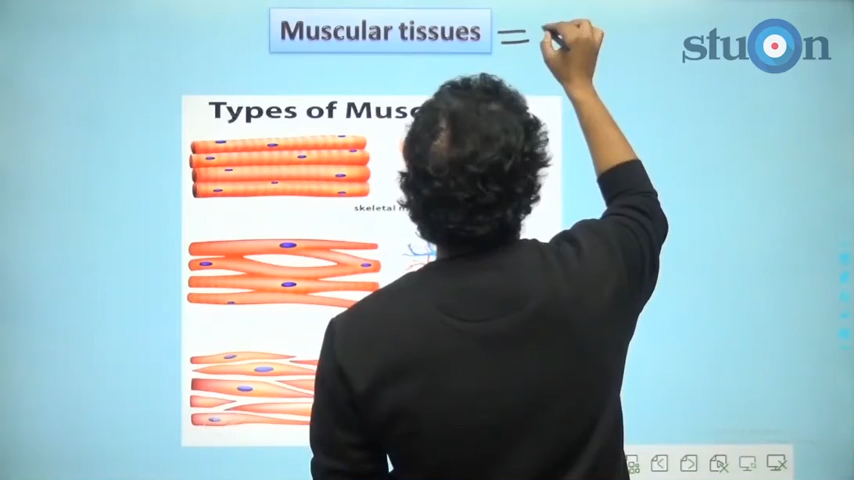 Muscular tissues =
stuOn
Types of Musc
skeletal m